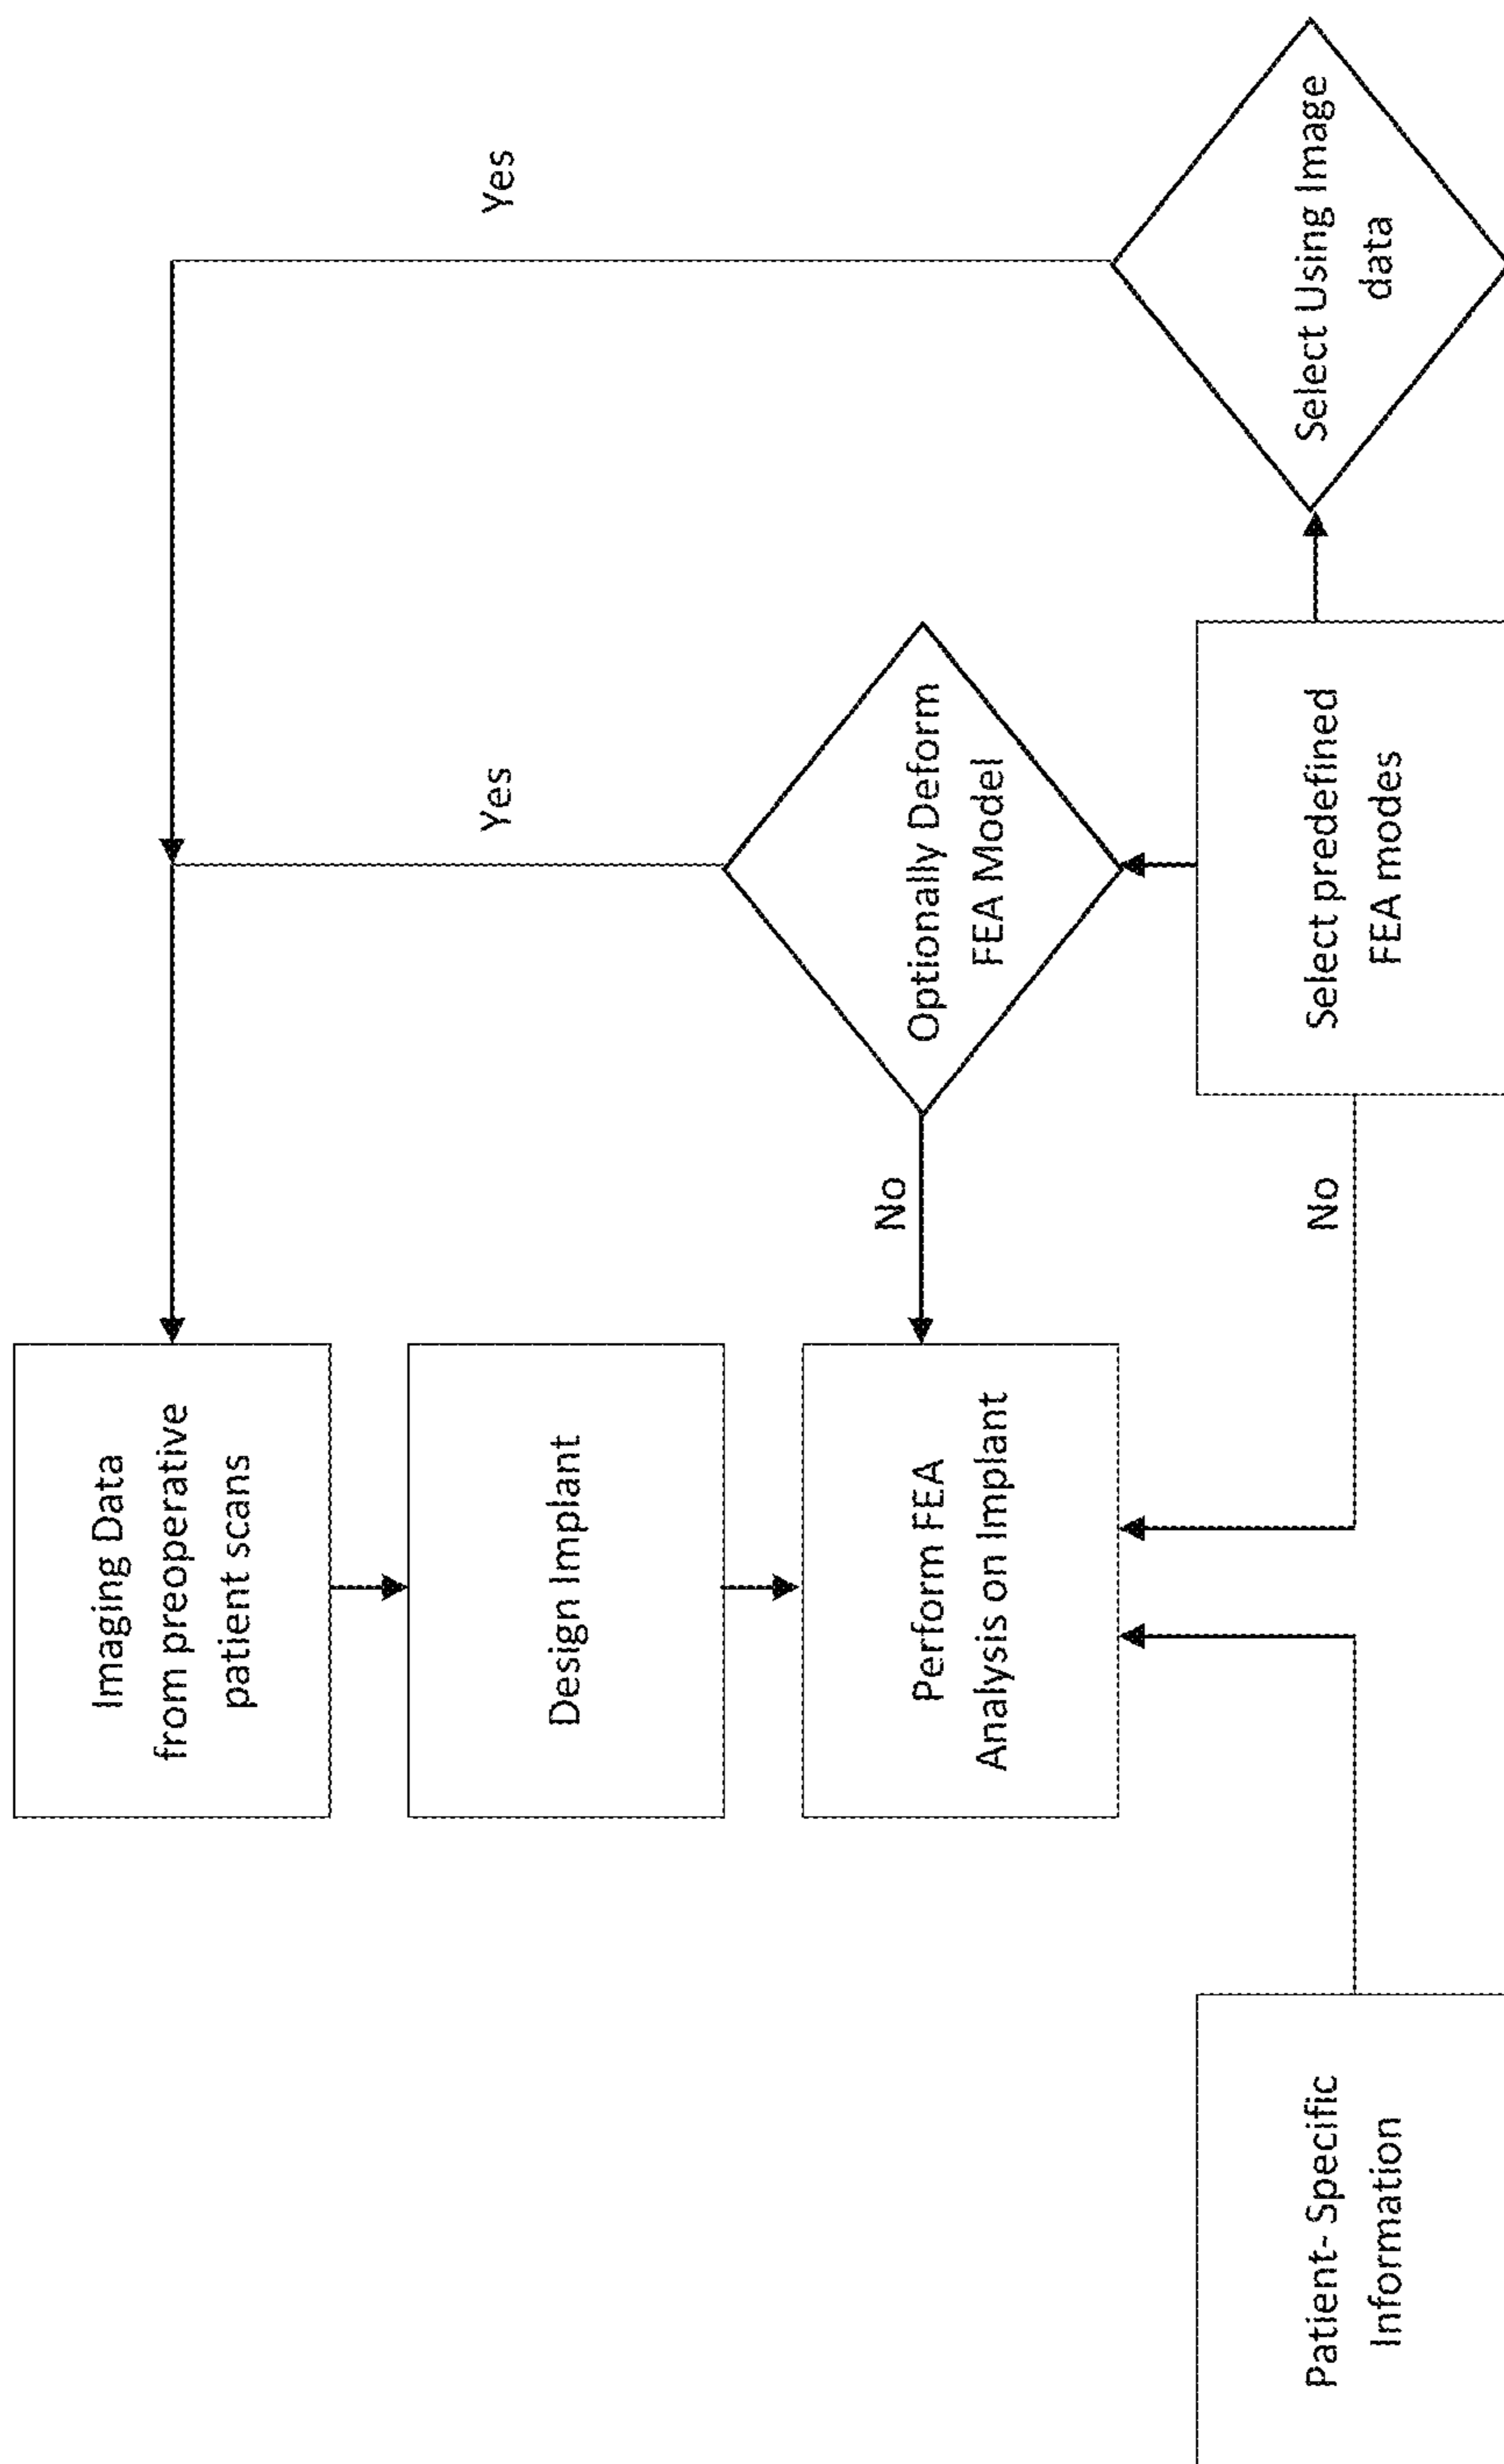 Imaging Data
from preoperative
patient scans
Design Implant
Perform FEA
Analysis on Implant
Patient- Specific
Information
No
No
Optionally Deform
FEA Model
Select predefined
FEA modes
Yes
Yes
Select Using Image
data